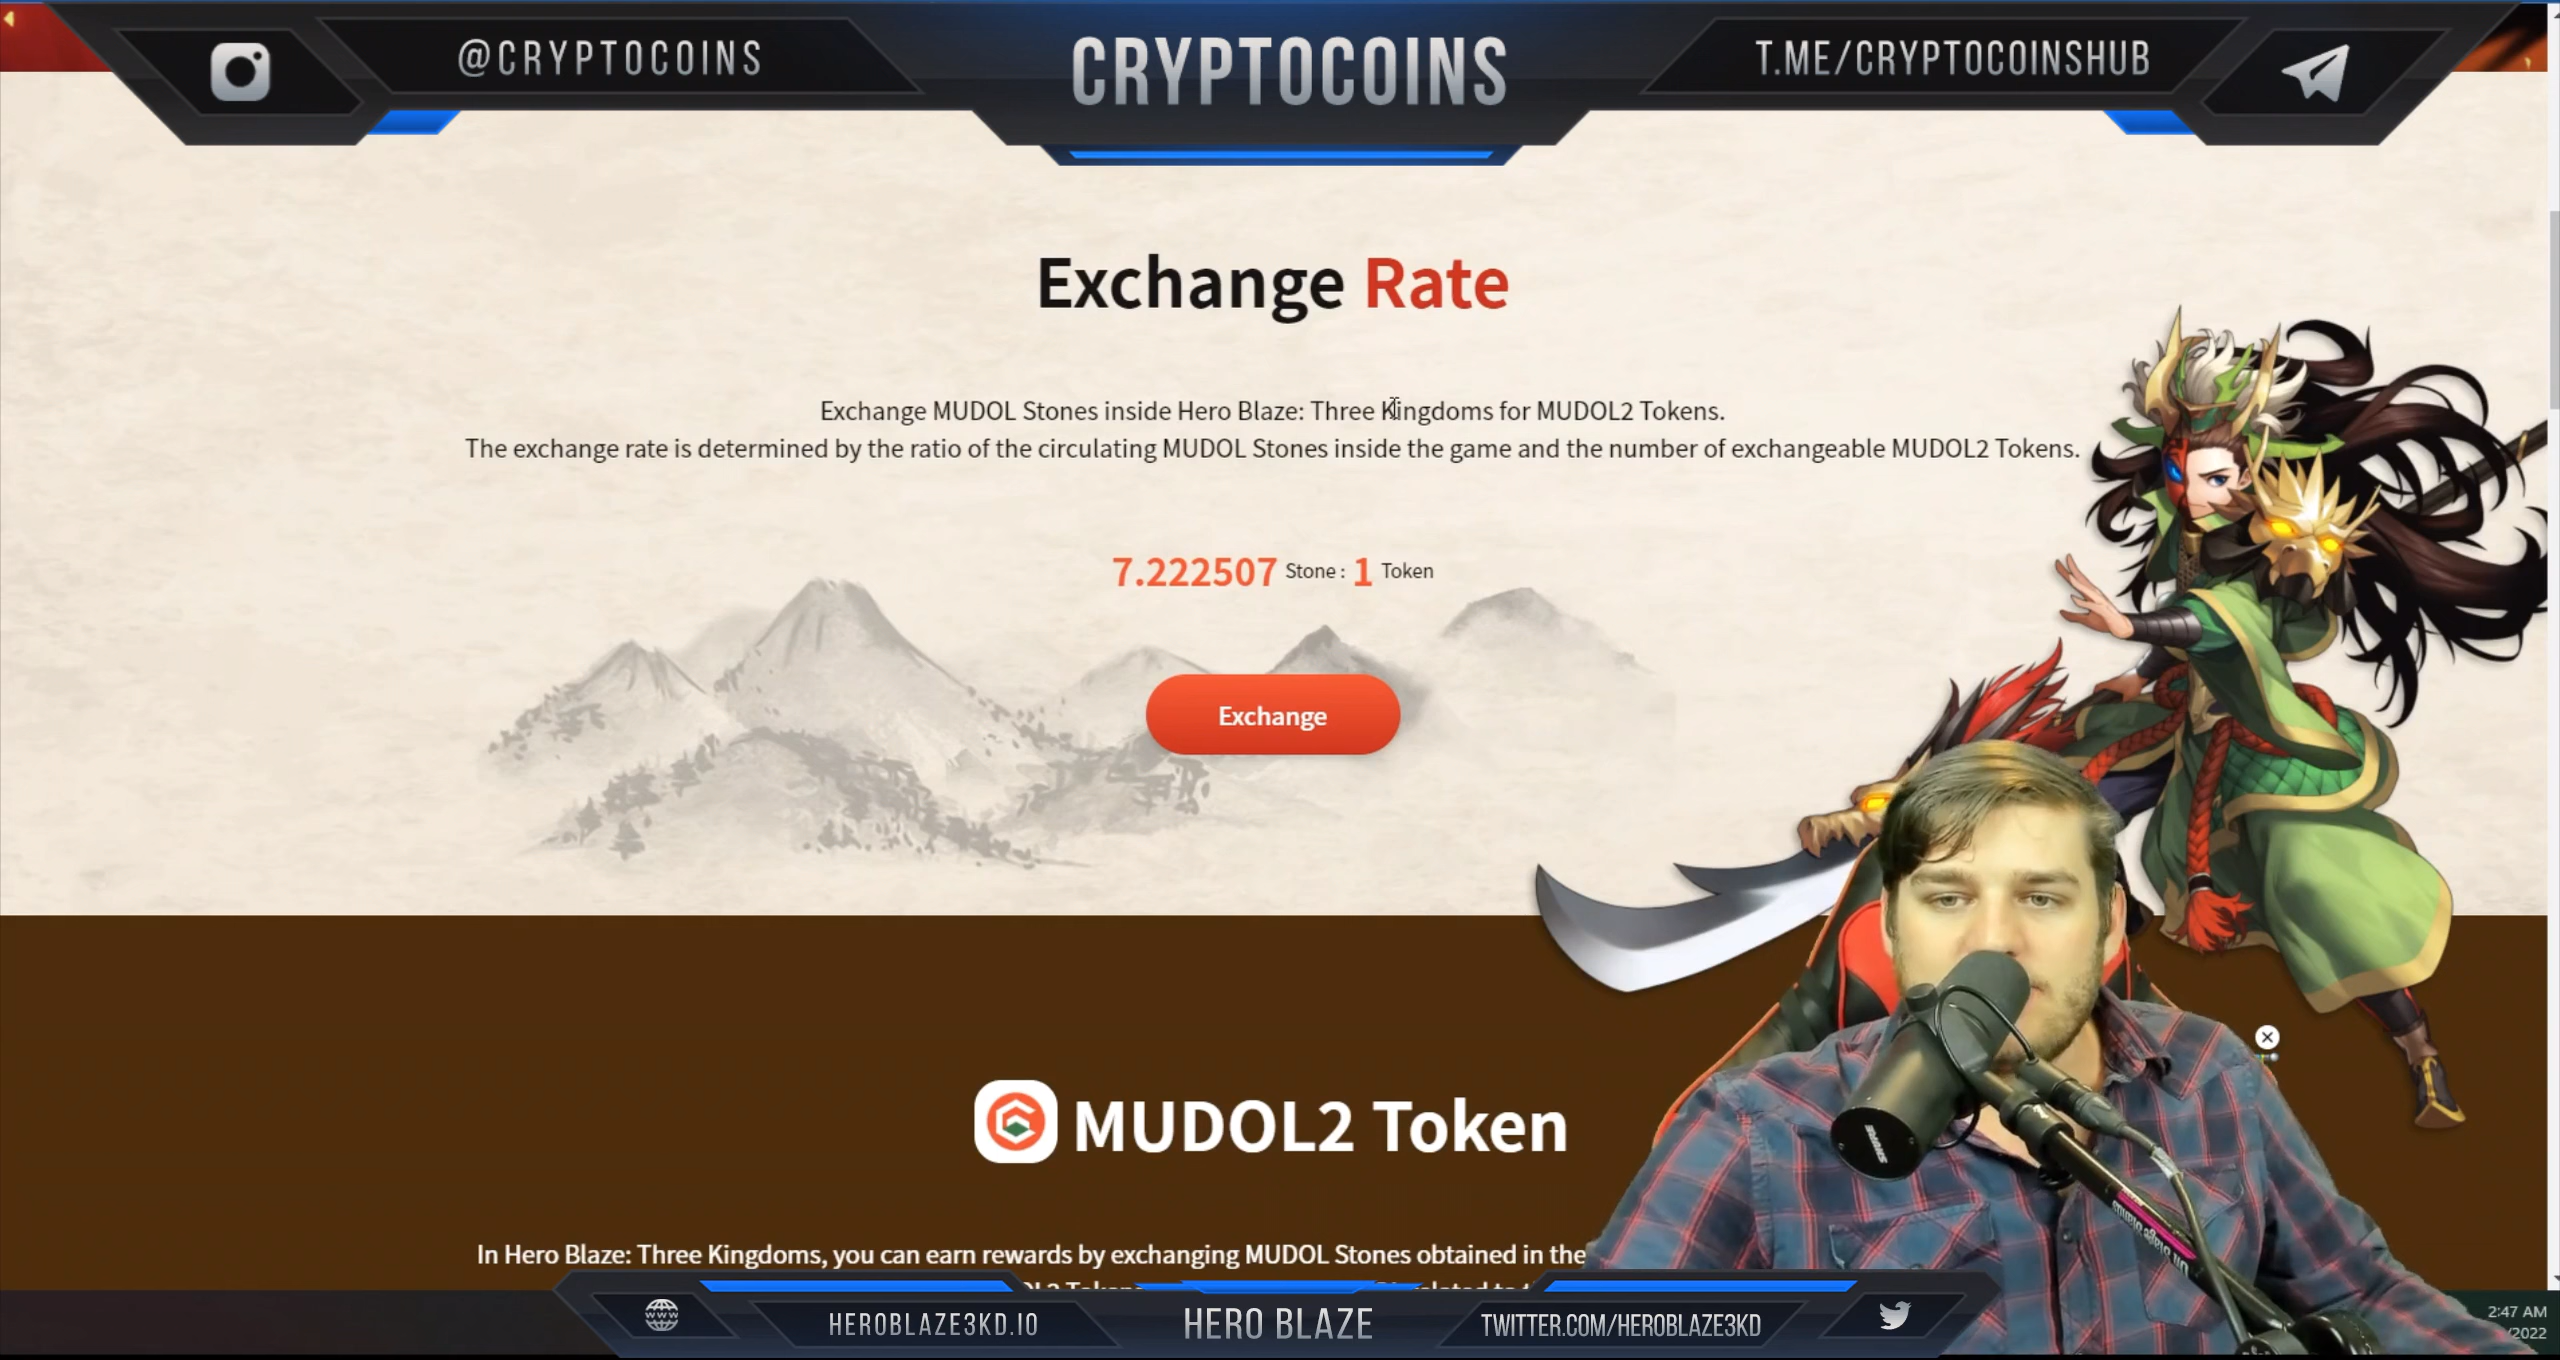 @CRYPTOCOINS
CRYPTOCOINS
T.ME/CRYPTOCOINSHUB
Exchange Rate
Exchange MUDOL Stones inside Hero Blaze: Three Kingdoms for MUDOL2 Tokens.
The exchange rate is determined by the ratio of the circulating MUDOL Stones inside the game and the number of exchangeable MUDOL2 Tokens.
7.222507 Stone : 1 Token
Exchange
MUDOL2 Token
In Hero Blaze: Three Kingdoms, you can earn rewards by exchanging MUDOL Stones obtained in the
WWW
HEROBLAZE3KD.IO
HERO BLAZE
TWITTER.COM/HEROBLAZE3KD
2:47 AM
/2022